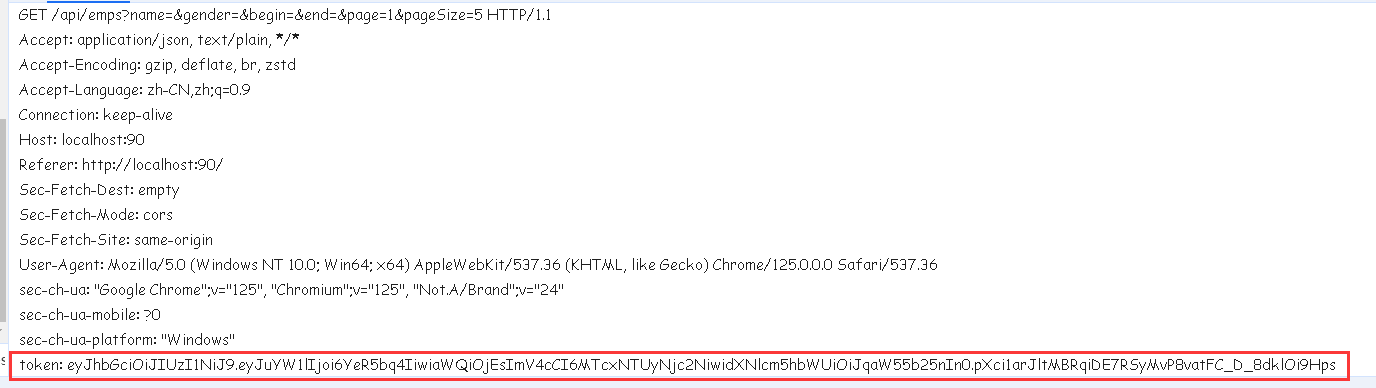 GET /api/emps?name=&gender=&begin=&end=&page=1&pageSize=5 HTTP/1.1
Accept: application/json, text/plain, */*
Accept-Encoding: gzip, deflate, br, zstd
Accept-Language: zh-CN,zh;q=0.9
Connection: keep-alive
Host: localhost:90
Referer: http://localhost:90/
Sec-Fetch-Dest: empty
Sec-Fetch-Mode: cors
Sec-Fetch-Site: same-origin
User-Agent: Mozilla/5.0 (Windows NT 10.0; Win64; x64) AppleWebKit/537.36 (KHTML, like Gecko) Chrome/125.0.0.0 Safari/537.36
sec-ch-ua: "Google Chrome";v="125", "Chromium";v="125", "Not.A/Brand";v="24"
sec-ch-ua-mobile: ?0
sec-ch-ua-platform: "Windows"
token: eyJhbGciOiJIUzI1NiJ9.eyJuYW1lIjoi6YeR5bq4IiwiaWQiOjEsImV4cCI6MTcxNTUyNjc2NiwidXNlcm5hbWUiOiJqaW55b25nIn0.pXci1arJltMBRqiDE7RSyMvP8vatFC_D_8dklOi9Hps